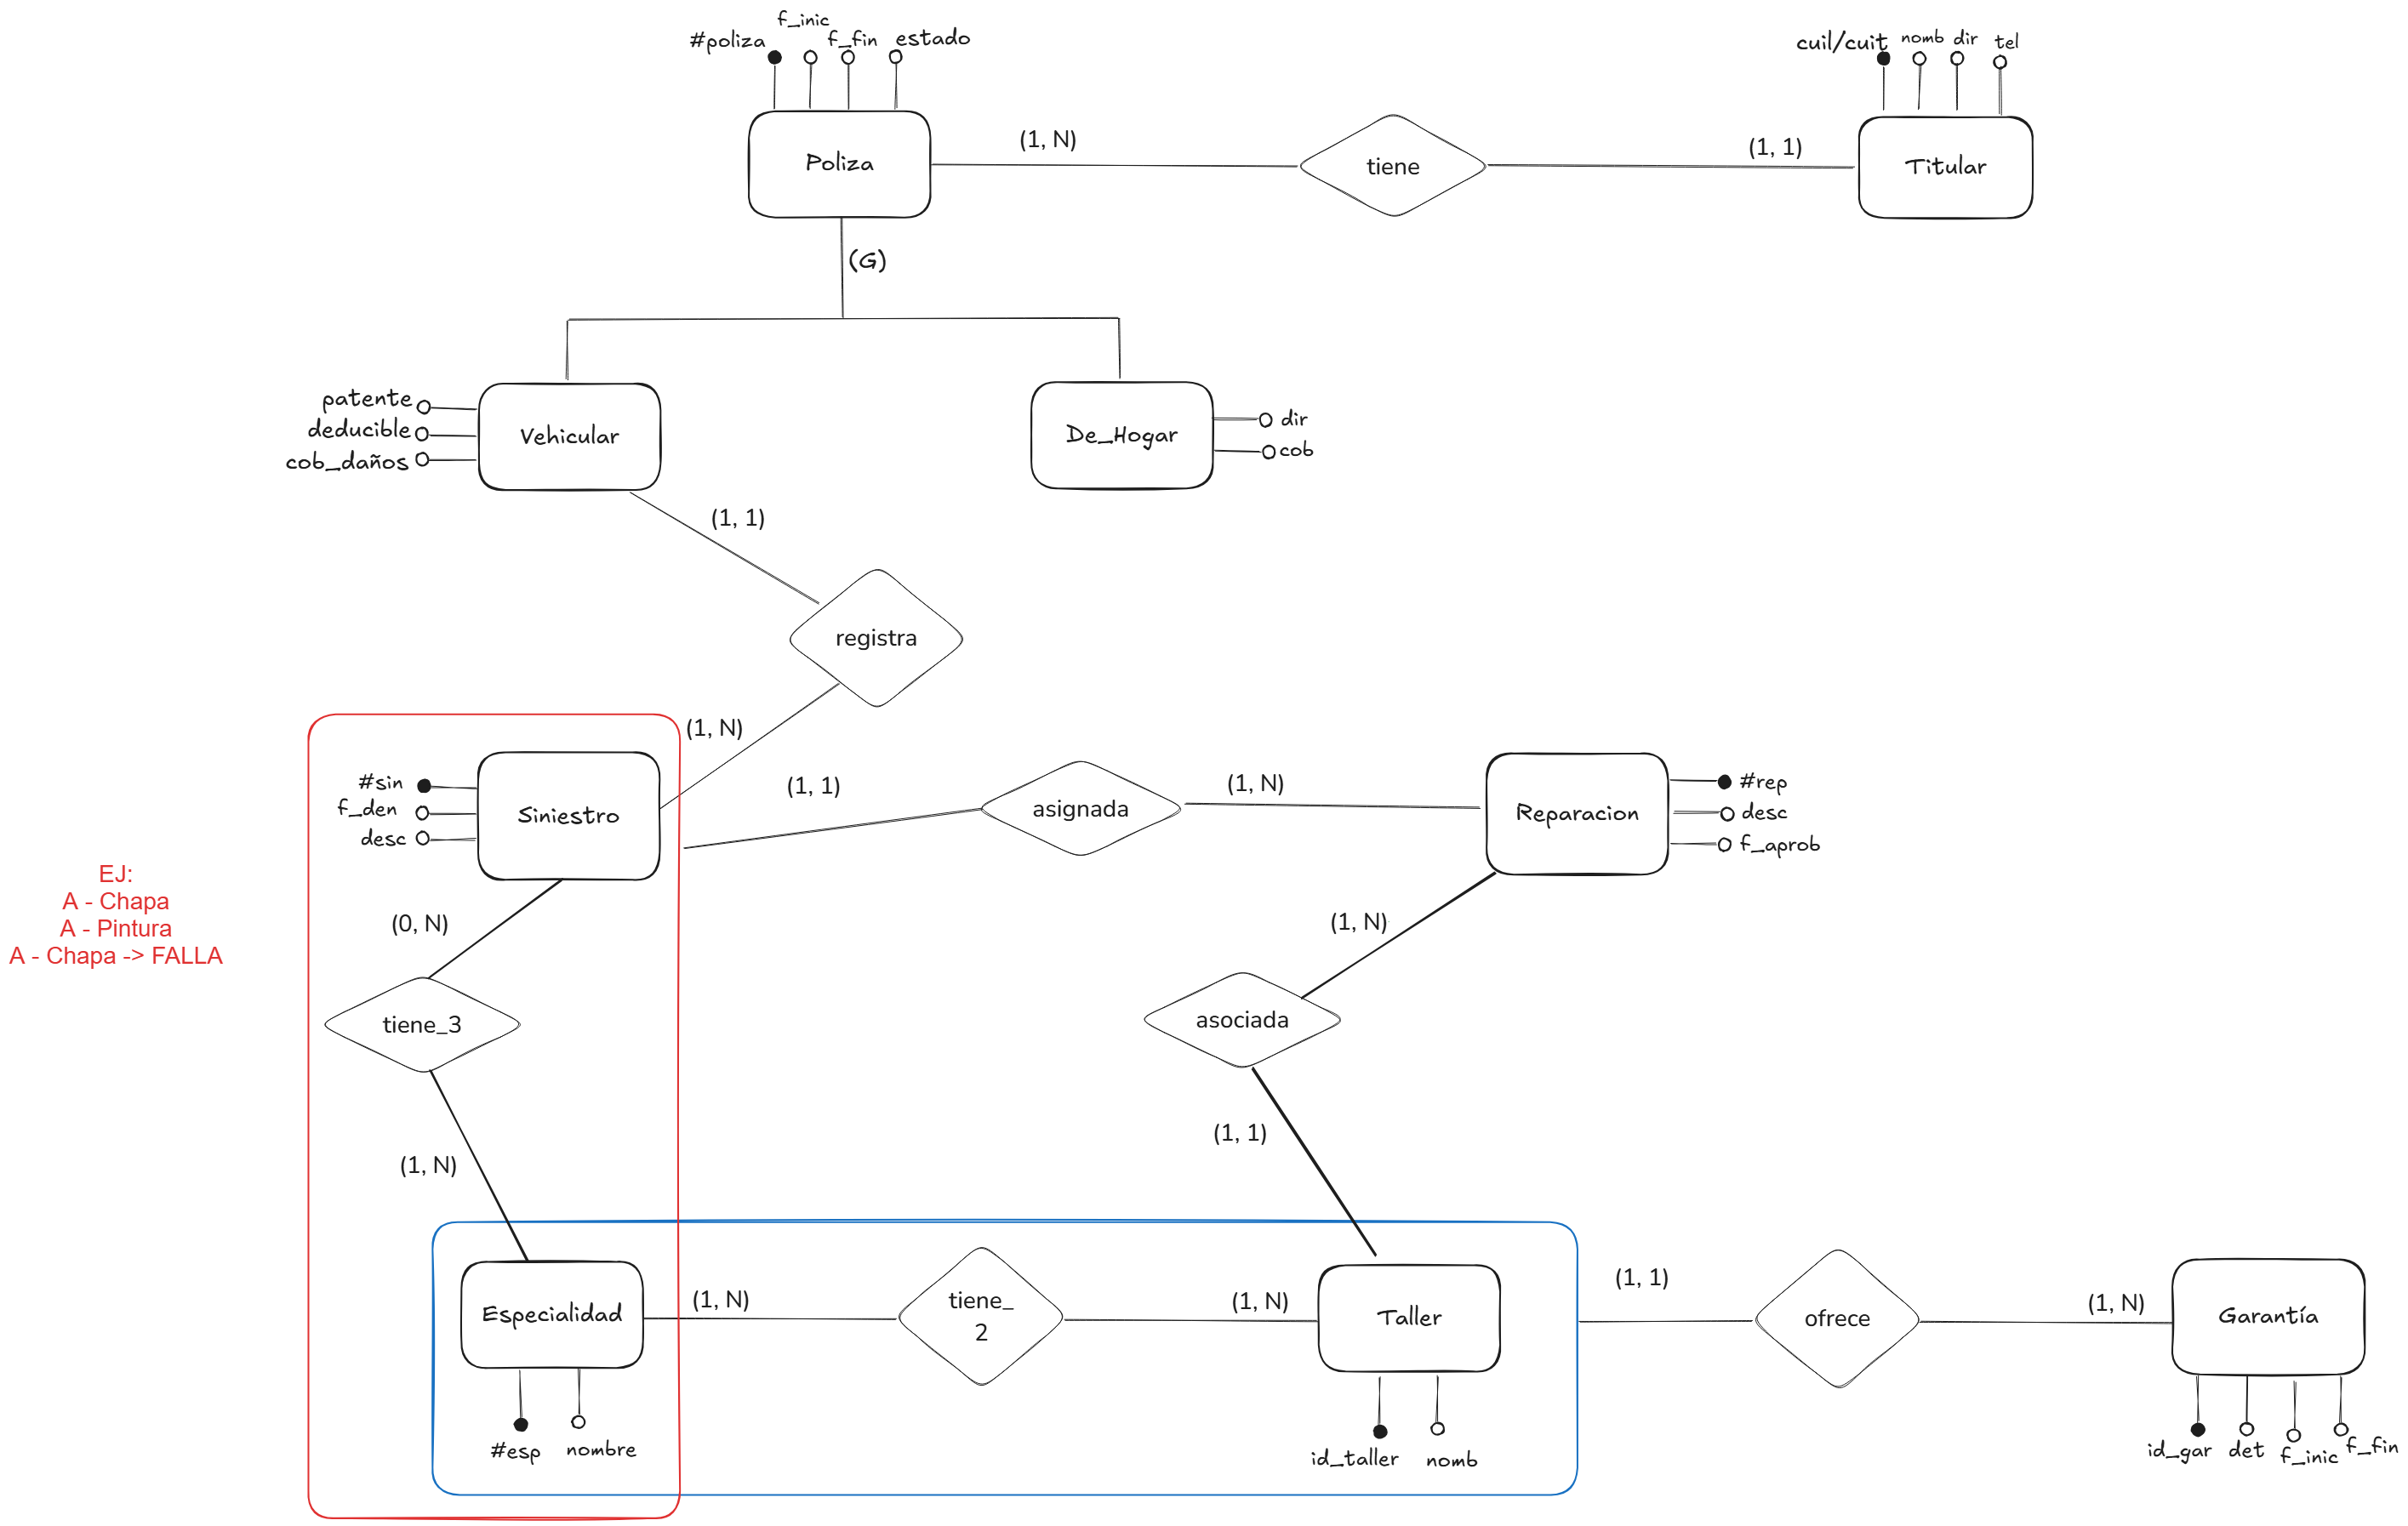 f_inic
#poliza
f_fin
estado
cuil/cuit
nomb
dir
tel
Poliza
(1, N)
tiene
(1, 1)
Titular
(G)
patente
deducible
cob_daños
Vehicular
De_Hogar
dir
cob
(1, 1)
registra
(1, N)
#sin
f_den
desc
Siniestro
(1, 1)
asignada
(1, N)
Reparacion
#rep
desc
f_aprob
EJ:
A - Chapa
A - Pintura
A - Chapa -> FALLA
(0, N)
(1, N)
tiene_3
asociada
(1, N)
(1, 1)
Especialidad
(1, N)
tiene_
2
(1, N)
Taller
(1, 1)
ofrece
(1, N)
Garantía
#esp
nombre
id_taller
nomb
id_gar
det
f_inic
f_fin